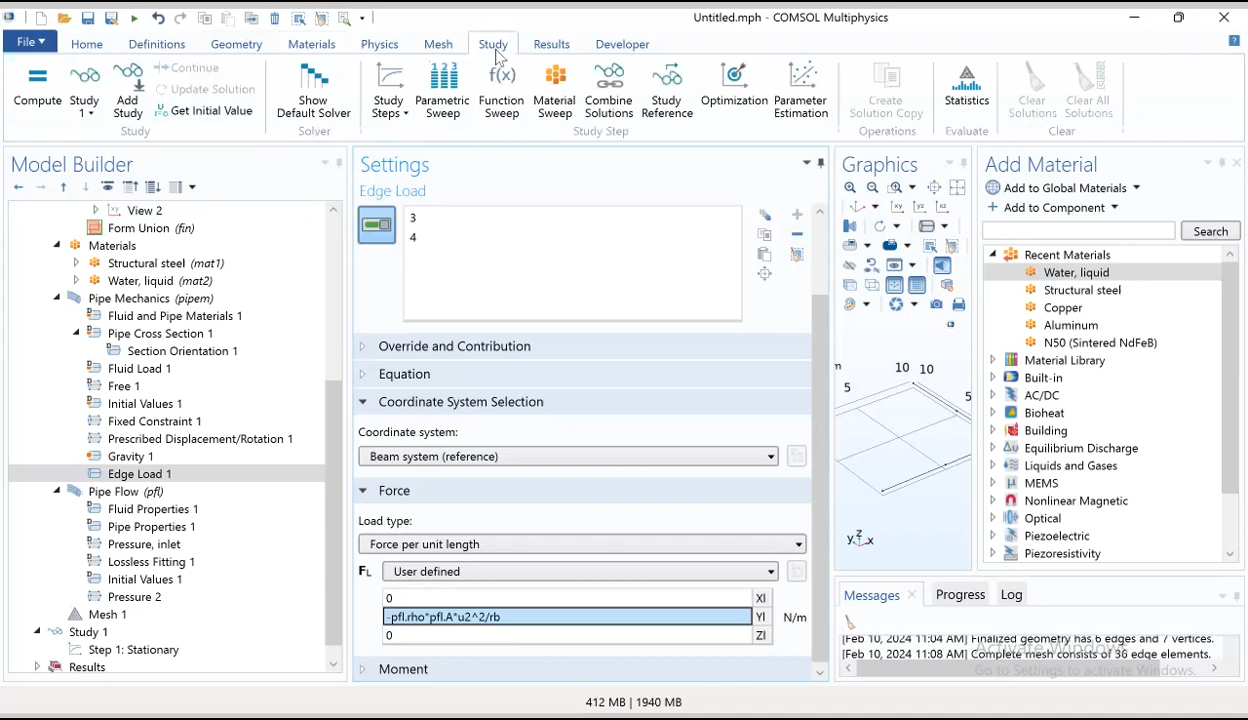 Untitled.mph - COMSOL Multiphysics
File
Home
Definitions
Geometry
Materials
Physics
Mesh
Study
Results
Developer
Compute
Study 1
Add Study
Continue
Update Solution
Get Initial Value
Study
Show Default Solver
Solver
Study Steps
Parametric Sweep
Function Sweep
Material Sweep
Combine Solutions
Study Reference
Study Step
Optimization
Parameter Estimation
Create Solution Copy
Operations
Statistics
Evaluate
Clear Solutions
Clear All Solutions
Clear
Model Builder
View 2
Form Union (fin)
Materials
Structural steel (mat1)
Water, liquid (mat2)
Pipe Mechanics (pipem)
Fluid and Pipe Materials 1
Pipe Cross Section 1
Section Orientation 1
Fluid Load 1
Free 1
Initial Values 1
Fixed Constraint 1
Prescribed Displacement/Rotation 1
Gravity 1
Edge Load 1
Pipe Flow (pfl)
Fluid Properties 1
Pipe Properties 1
Pressure, inlet
Lossless Fitting 1
Initial Values 1
Pressure 2
Mesh 1
Study 1
Step 1: Stationary
Results
Settings
Edge Load
3
4
Override and Contribution
Equation
Coordinate System Selection
Coordinate system:
Beam system (reference)
Force
Load type:
Force per unit length
FL
User defined
0 Xl
-pfl.rho*pfl.A*u2^2/rb Yl N/m
0 Zl
Moment
Graphics
m
5
10 10
5
y z x
Add Material
Add to Global Materials
Add to Component
Search
Recent Materials
Water, liquid
Structural steel
Copper
Aluminum
N50 (Sintered NdFeB)
Material Library
Built-in
AC/DC
Bioheat
Building
Equilibrium Discharge
Liquids and Gases
MEMS
Nonlinear Magnetic
Optical
Piezoelectric
Piezoresistivity
Messages
Progress
Log
[Feb 10, 2024 11:04 AM] Finalized geometry has 6 edges and 7 vertices.
[Feb 10, 2024 11:08 AM] Complete mesh consists of 36 edge elements.
Activate Windows
Go to Settings to activate Windows.
412 MB | 1940 MB